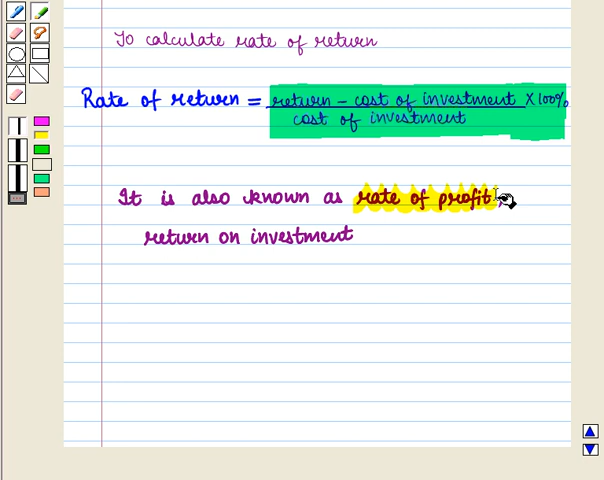 To calculate rate of return
Rate of return = return - cost of investment × 100%
cost of investment
It is also known as rate of profit,
return on investment